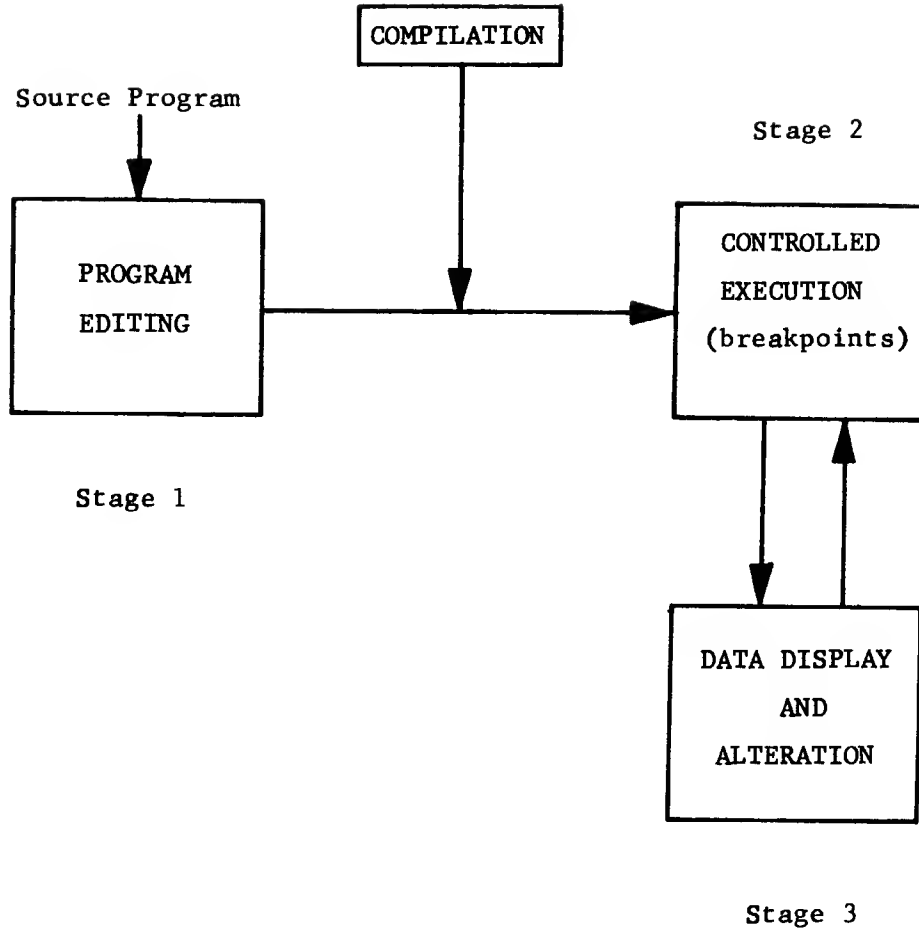 COMPILATION
Source Program
Stage 2
PROGRAM
EDITING
CONTROLLED
EXECUTION
(breakpoints)
Stage 1
DATA DISPLAY
AND
ALTERATION
Stage 3